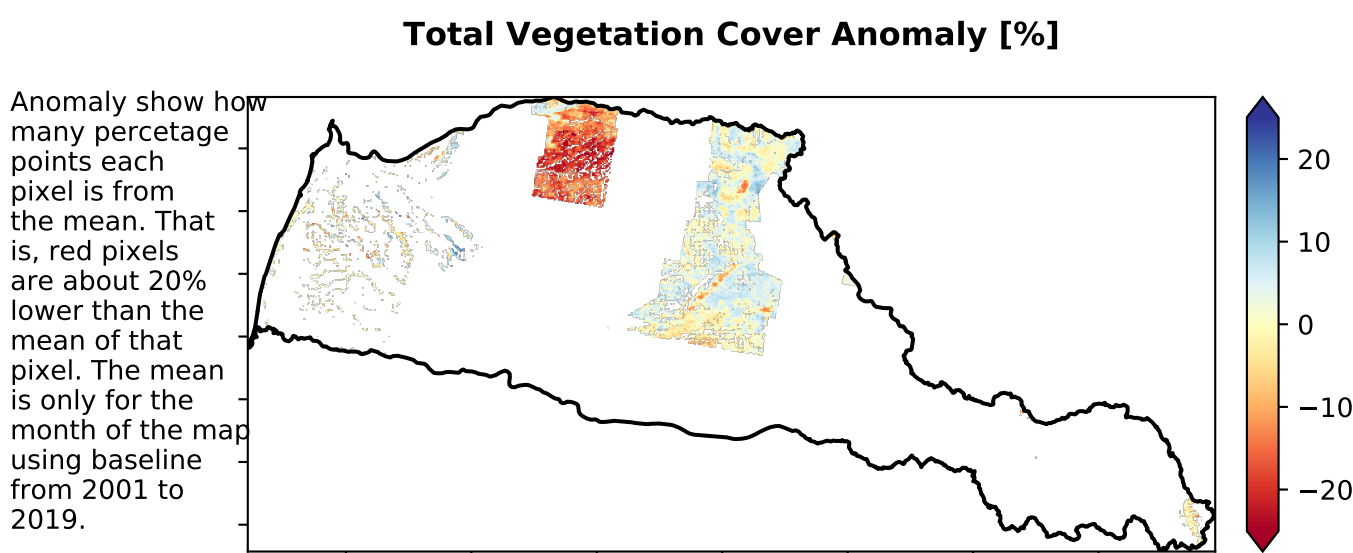 Total Vegetation Cover Anomaly [%]
Anomaly show how
many percetage
points each
pixel is from
the mean. That
is, red pixels
are about 20%
lower than the
mean of that
pixel. The mean
is only for the
month of the map
using baseline
from 2001 to
2019.
20
10
0
−10
−20